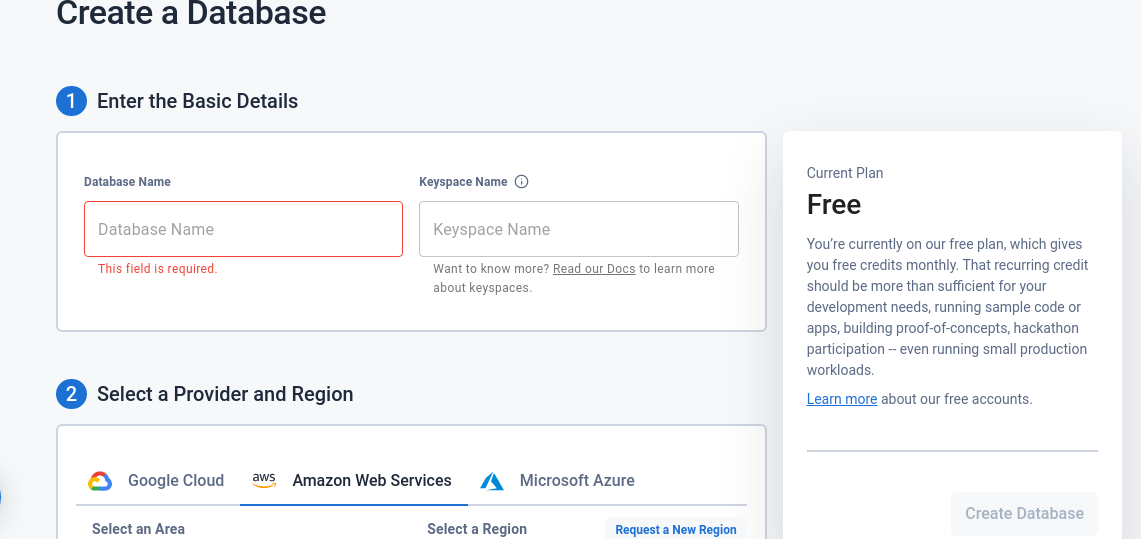 Create a Database
1 Enter the Basic Details
Database Name
Keyspace Name
Database Name
Keyspace Name
This field is required.
Want to know more? Read our Docs to learn more
about keyspaces.
Current Plan
Free
You’re currently on our free plan, which gives
you free credits monthly. That recurring credit
should be more than sufficient for your
development needs, running sample code or
apps, building proof-of-concepts, hackathon
participation -- even running small production
workloads.
Learn more about our free accounts.
2 Select a Provider and Region
Google Cloud
aws Amazon Web Services
Microsoft Azure
Select an Area
Select a Region
Request a New Region
Create Database